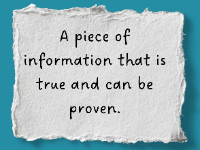 A piece of
information that is
true and can be
proven.